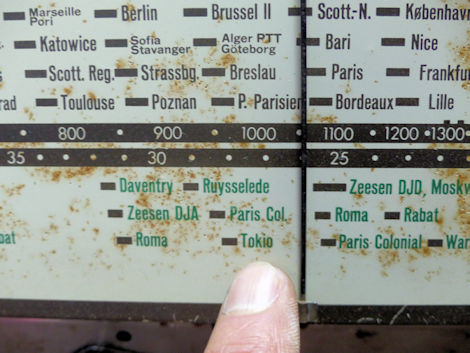 Marseille Pori Berlin Brussel II Scott.-N. København
Katowice Sofia Stavanger Alger PTT Göteborg Bari Nice
Scott. Reg. Strassbg. Breslau Paris Frankfu
rad Toulouse Poznan P. Parisien Bordeaux Lille
800 900 1000 1100 1200 1300
35 30 25
Daventry Ruysselede Zeesen DJD, Moskw
Zeesen DJA Paris Col. Roma Rabat
bat Roma Tokio Paris Colonial War